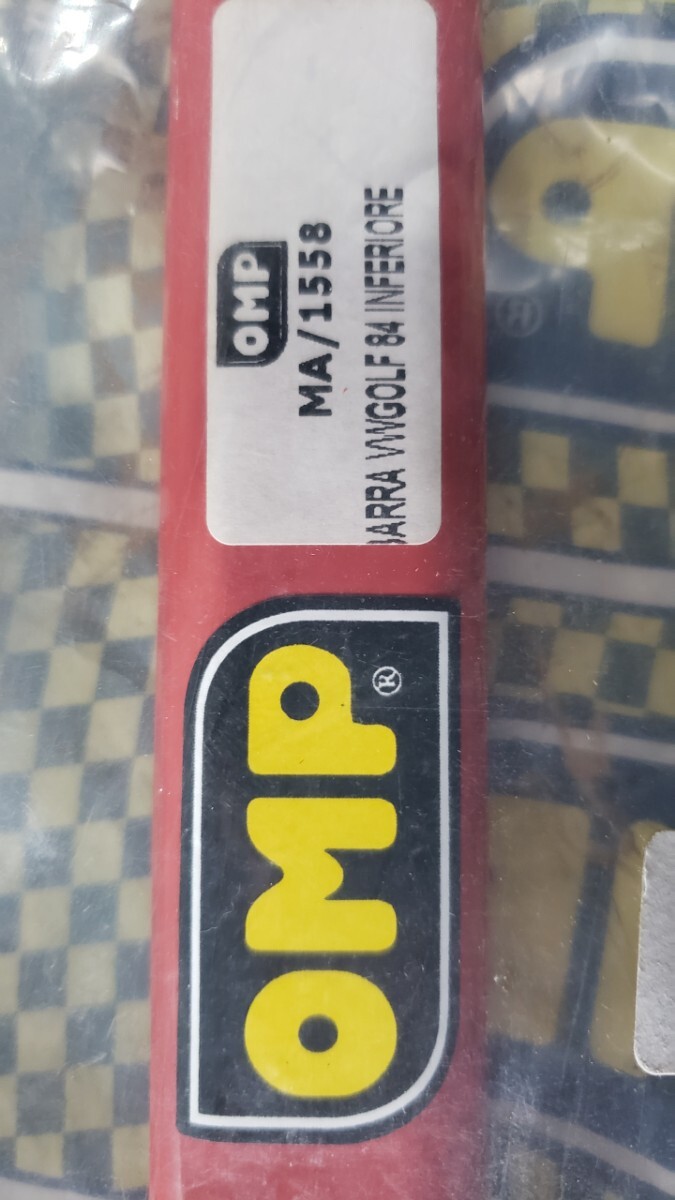 OMP
MA/1558
BARRA VWGOLF 84 INFERIORE
OMP®
P®